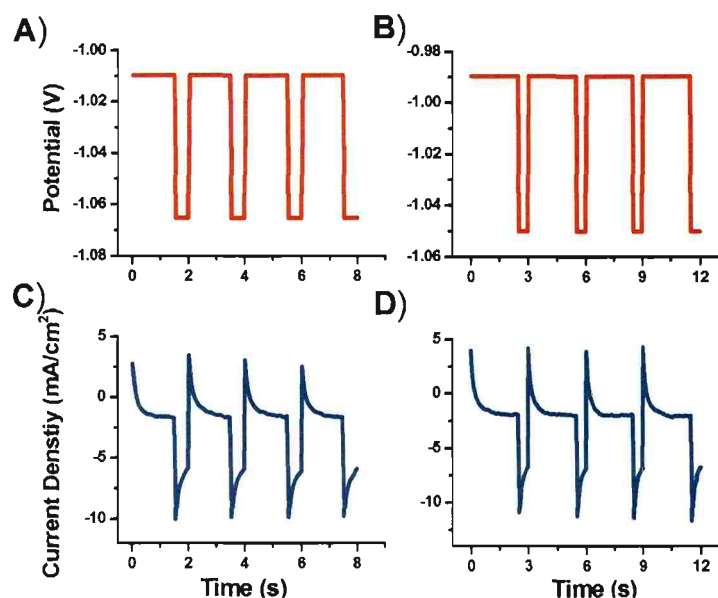 A)
-1.00
-1.02
-1.04
-1.06
-1.08
Potential (V)
0 2 4 6 8
B)
-0.98
-1.00
-1.02
-1.04
-1.06
0 3 6 9 12
C)
5
0
-5
-10
Current Denstiy (mA/cm²)
0 2 4 6 8
Time (s)
D)
5
0
-5
-10
0 3 6 9 12
Time (s)